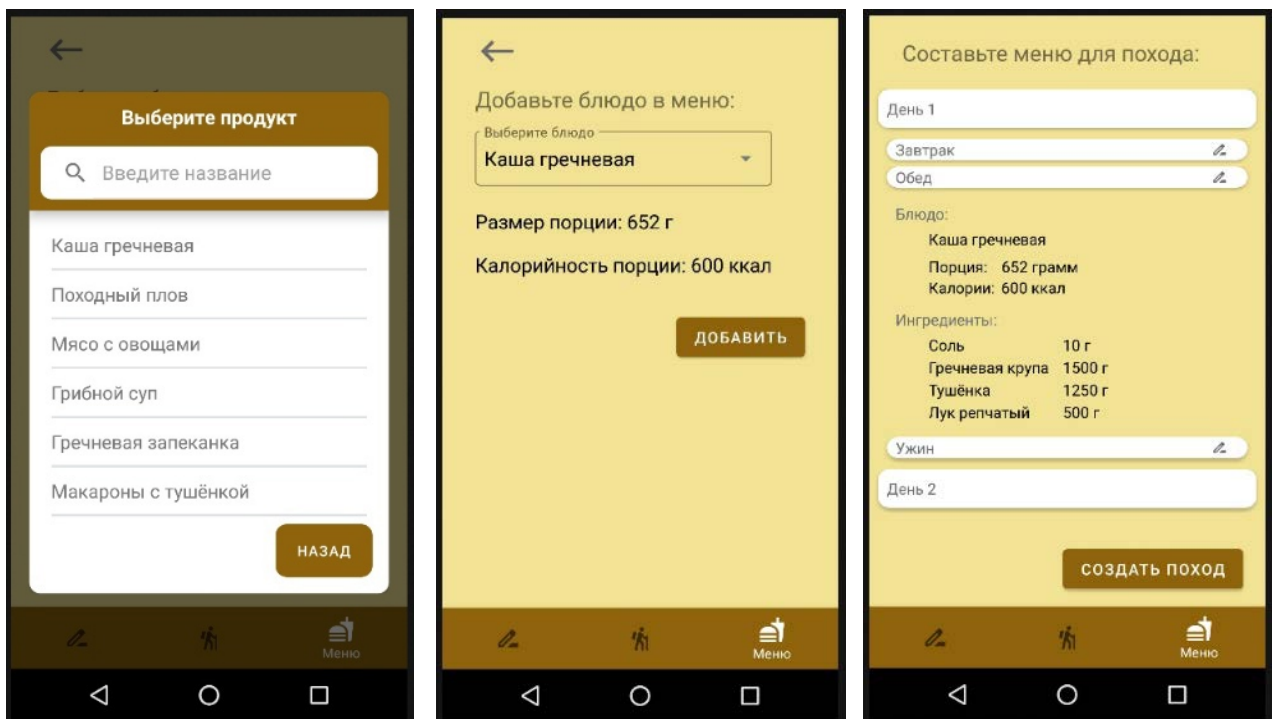 Выберите продукт
Введите название
Каша гречневая
Походный плов
Мясо с овощами
Грибной суп
Гречневая запеканка
Макароны с тушёнкой
НАЗАД
Меню
Добавьте блюдо в меню:
Выберите блюдо
Каша гречневая
Размер порции: 652 г
Калорийность порции: 600 ккал
ДОБАВИТЬ
Меню
Составьте меню для похода:
День 1
Завтрак
Обед
Блюдо:
Каша гречневая
Порция: 652 грамм
Калории: 600 ккал
Ингредиенты:
Соль 10 г
Гречневая крупа 1500 г
Тушёнка 1250 г
Лук репчатый 500 г
Ужин
День 2
СОЗДАТЬ ПОХОД
Меню